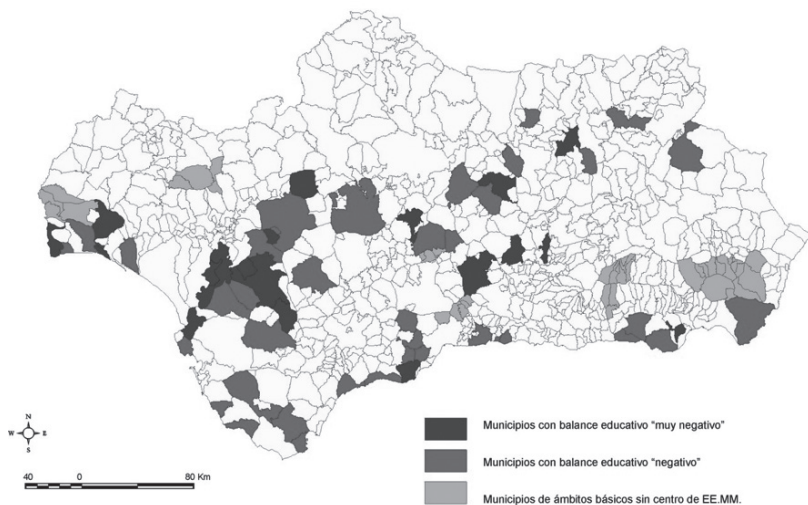 Municipios con balance educativo "muy negativo"
N
W E
S
Municipios con balance educativo "negativo"
40 0 80 Km
Municipios de ámbitos básicos sin centro de EE.MM.